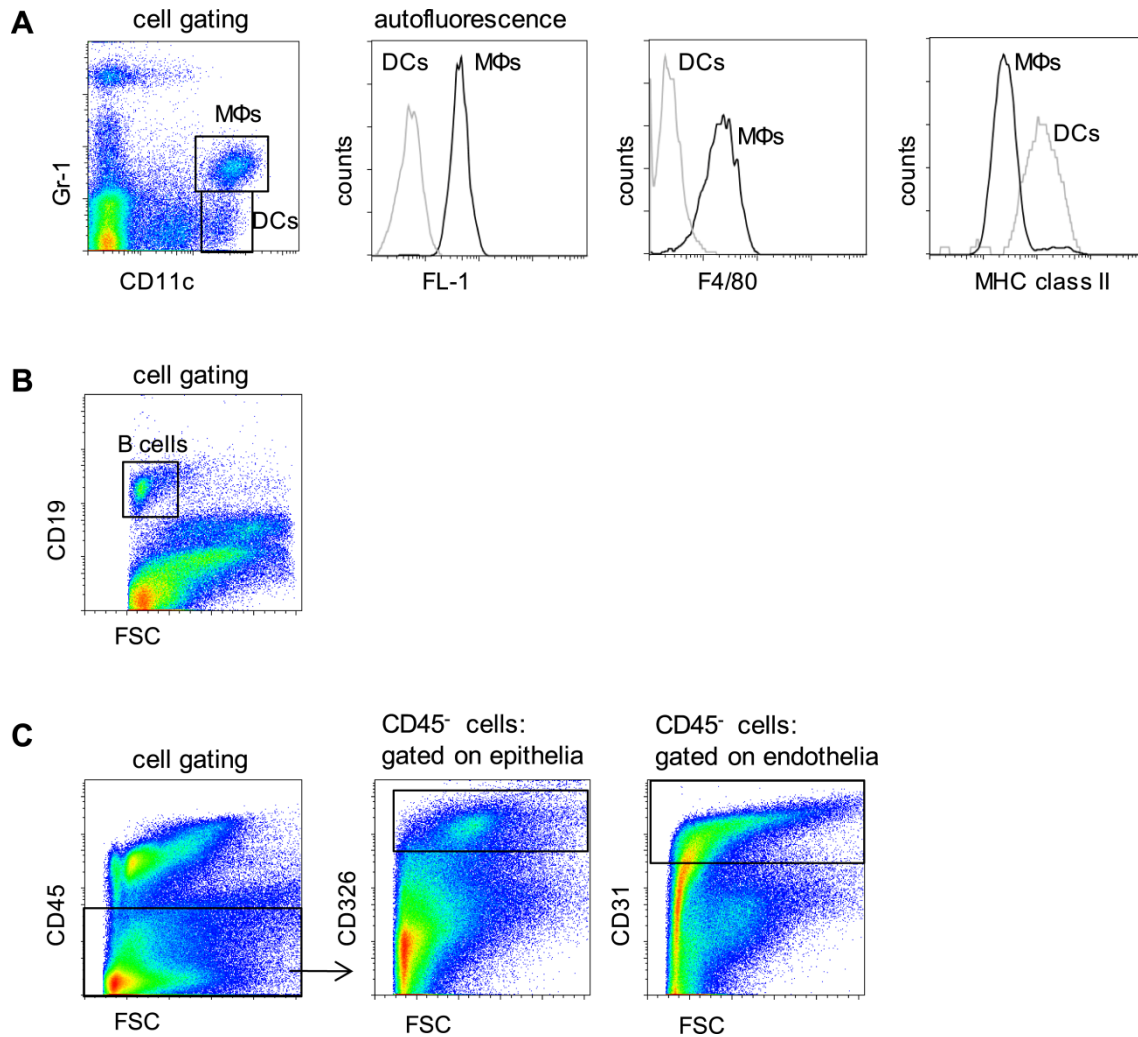 A
cell gating
autofluorescence
Gr-1
MΦs
DCs
CD11c
counts
DCs
MΦs
FL-1
counts
DCs
MΦs
F4/80
counts
MΦs
DCs
MHC class II
B
cell gating
CD19
B cells
FSC
C
cell gating
CD45
FSC
CD45⁻ cells:
gated on epithelia
CD326
FSC
CD45⁻ cells:
gated on endothelia
CD31
FSC